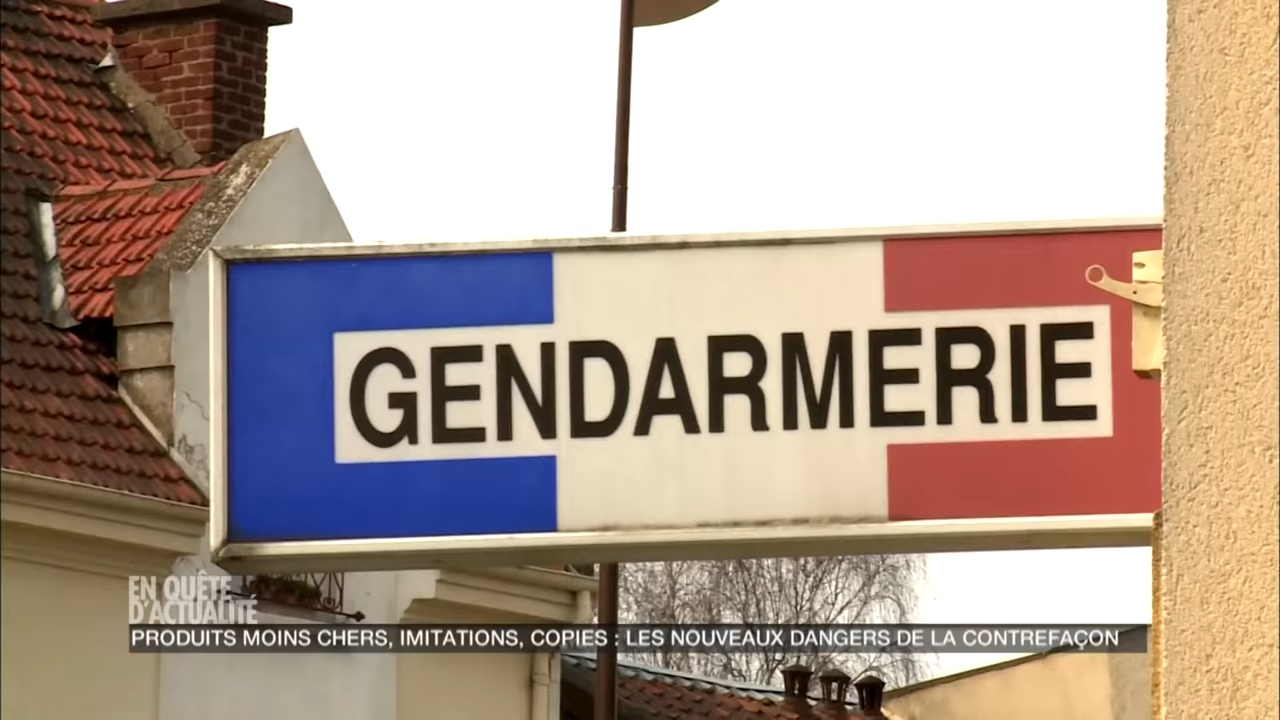 GENDARMERIE
EN QUÊTE
D'ACTUALITÉ
PRODUITS MOINS CHERS, IMITATIONS, COPIES : LES NOUVEAUX DANGERS DE LA CONTREFAÇON